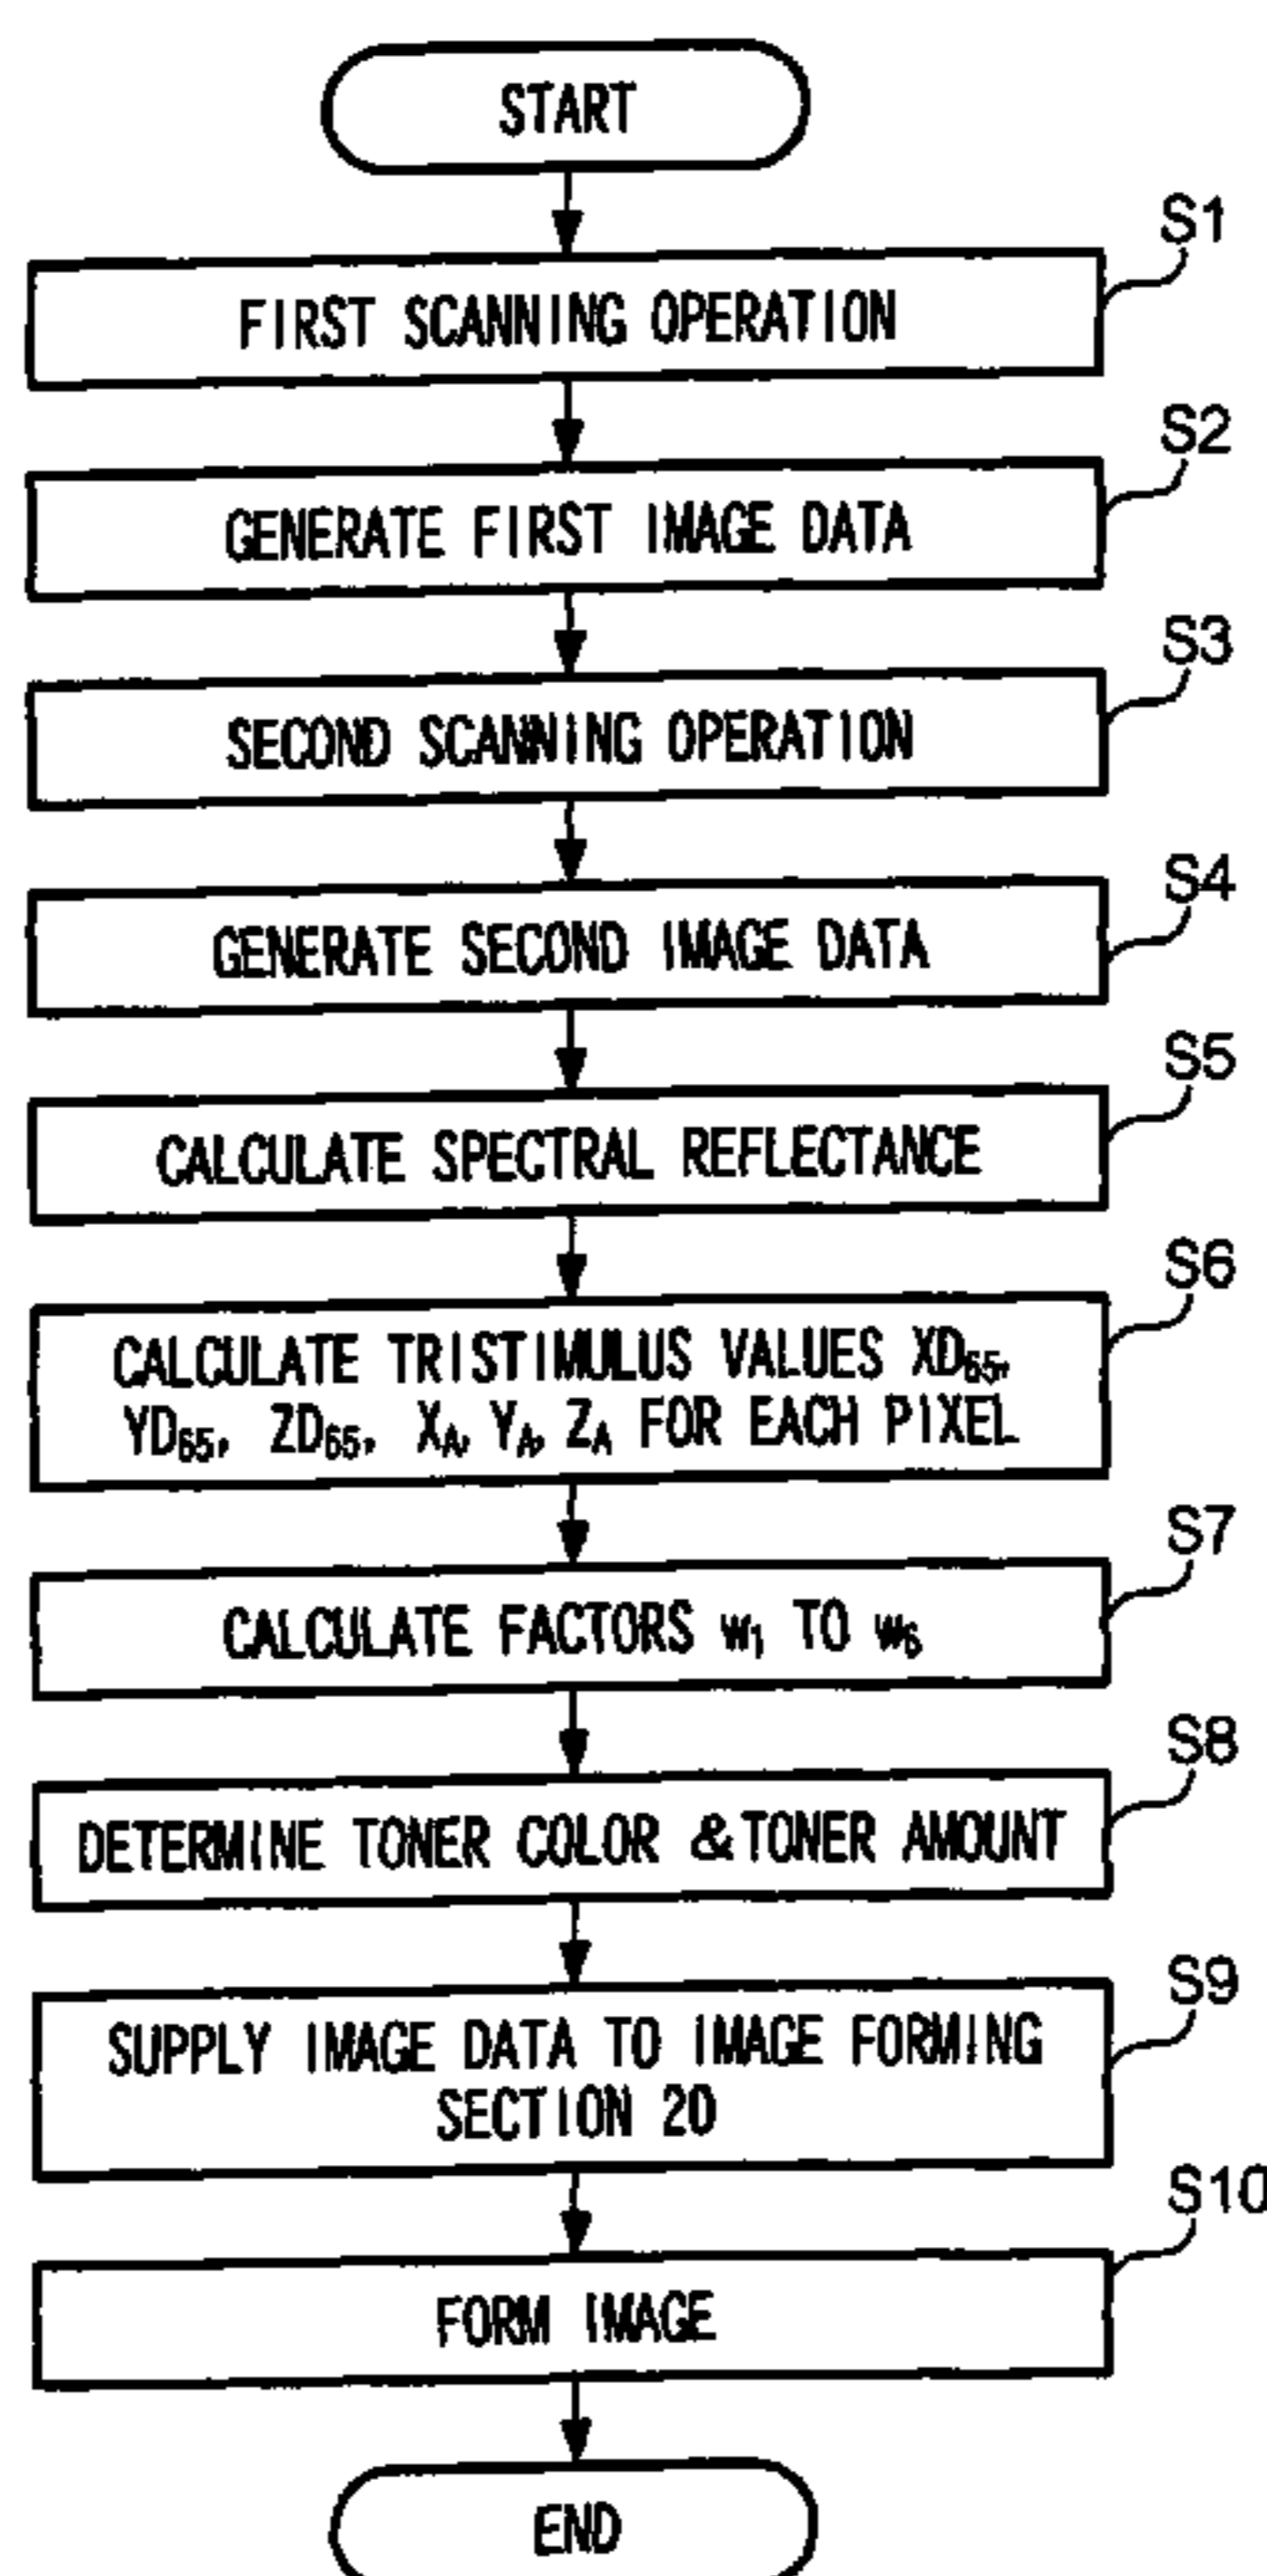 START
S1
FIRST SCANNING OPERATION
S2
GENERATE FIRST IMAGE DATA
S3
SECOND SCANNING OPERATION
S4
GENERATE SECOND IMAGE DATA
S5
CALCULATE SPECTRAL REFLECTANCE
S6
CALCULATE TRISTIMULUS VALUES XD₆₅,
YD₆₅, ZD₆₅, X_A, Y_A, Z_A FOR EACH PIXEL
S7
CALCULATE FACTORS w₁ TO w₆
S8
DETERMINE TONER COLOR &TONER AMOUNT
S9
SUPPLY IMAGE DATA TO IMAGE FORMING
SECTION 20
S10
FORM IMAGE
END